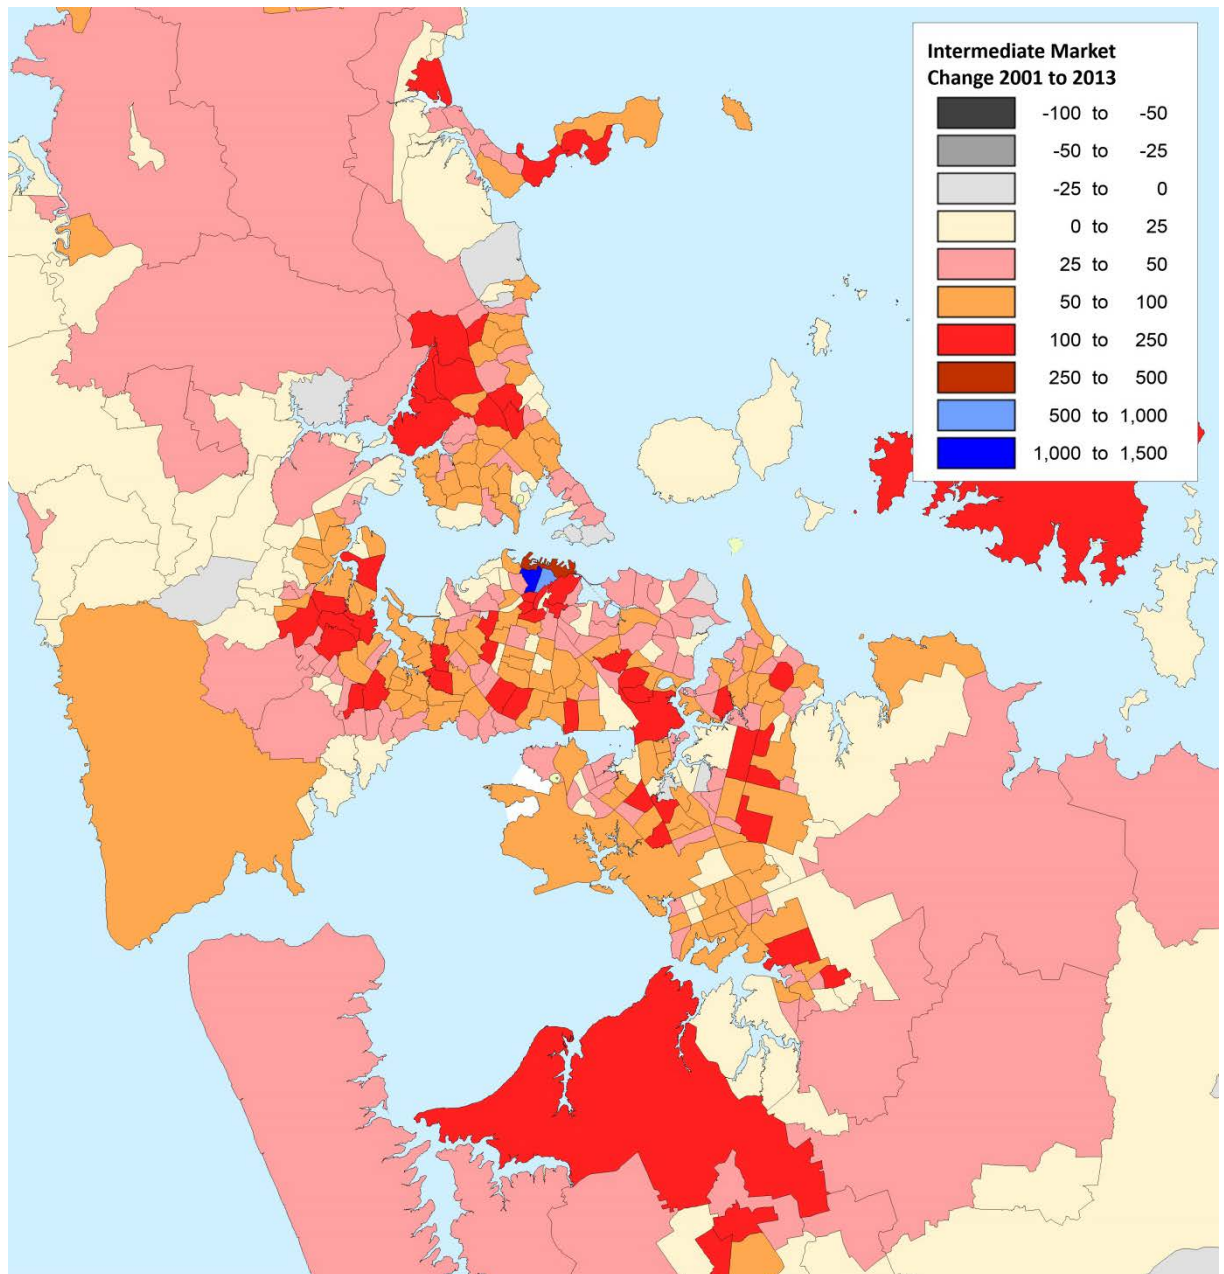 Intermediate Market
Change 2001 to 2013
-100 to -50
-50 to -25
-25 to 0
0 to 25
25 to 50
50 to 100
100 to 250
250 to 500
500 to 1,000
1,000 to 1,500